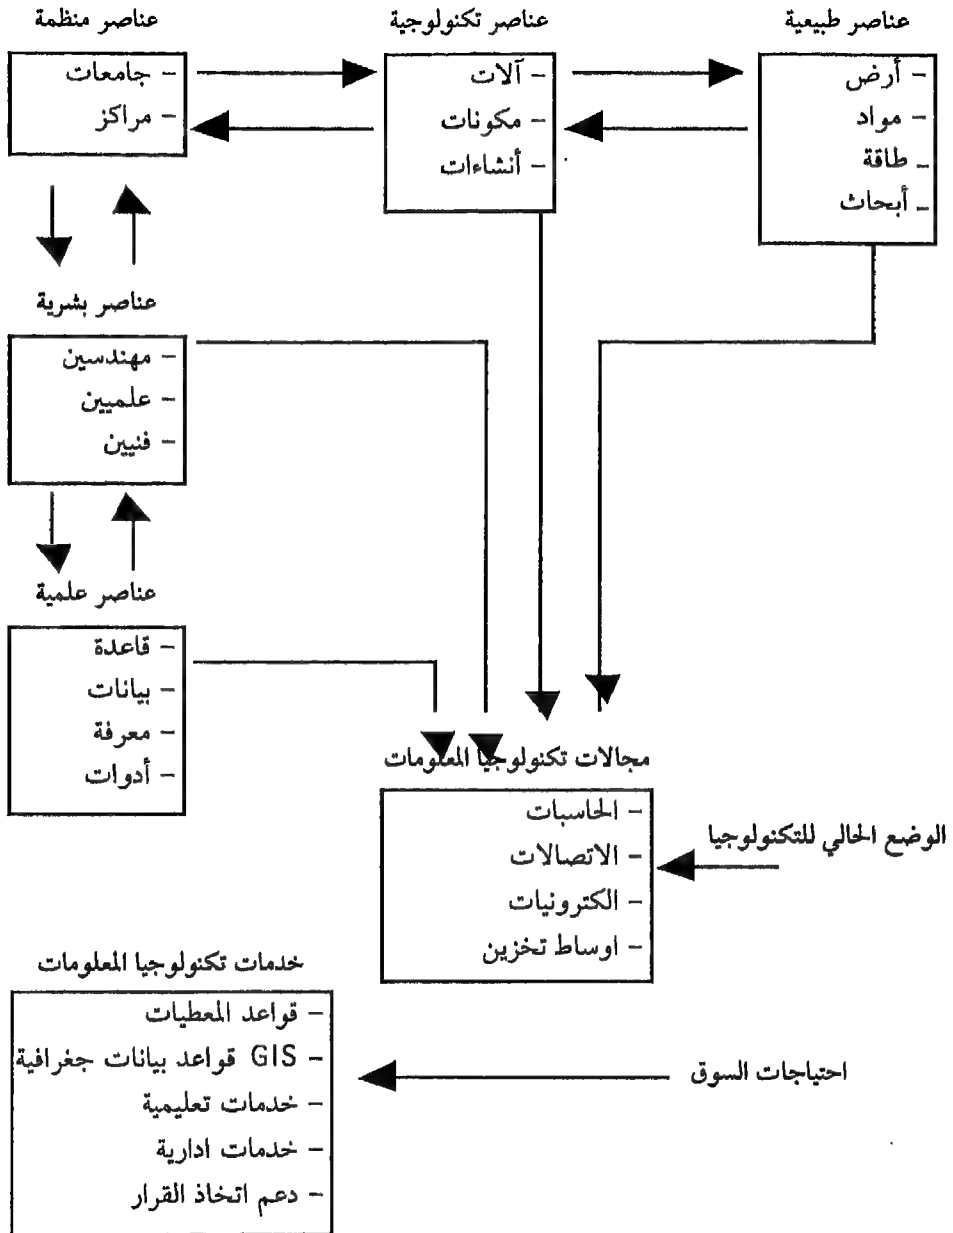 عناصر طبيعية
– أرض
– مواد
– طاقة
– أبحاث
عناصر تكنولوجية
– آلات
– مكونات
– أنشاءات
عناصر منظمة
– جامعات
– مراكز
عناصر بشرية
– مهندسين
– علميين
– فنيين
عناصر علمية
– قاعدة
– بيانات
– معرفة
– أدوات
مجالات تكنولوجيا المعلومات
– الحاسبات
– الاتصالات
– الكترونيات
– اوساط تخزين
الوضع الحالي للتكنولوجيا
خدمات تكنولوجيا المعلومات
– قواعد المعطيات
– GIS قواعد بيانات جغرافية
– خدمات تعليمية
– خدمات ادارية
– دعم اتخاذ القرار
احتياجات السوق